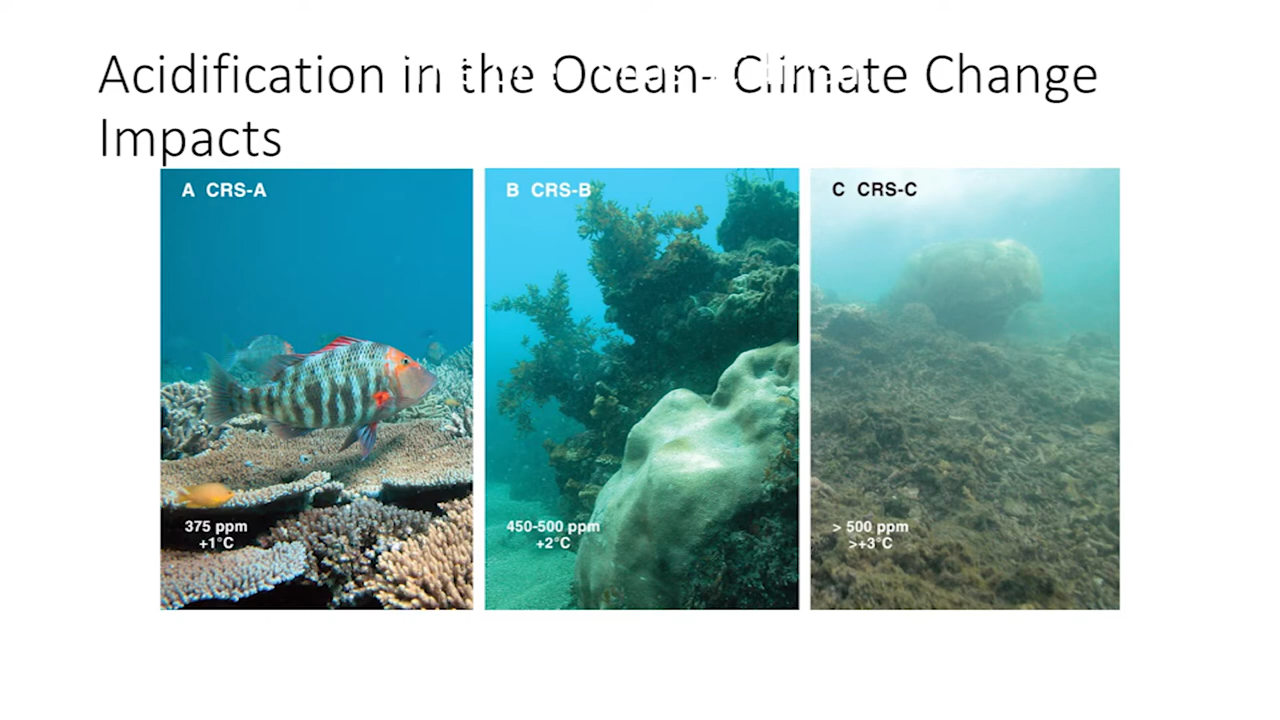 Acidification in the Ocean- Climate Change
Impacts
A CRS-A
B CRS-B
C CRS-C
375 ppm
+1°C
450-500 ppm
+2°C
> 500 ppm
>+3°C